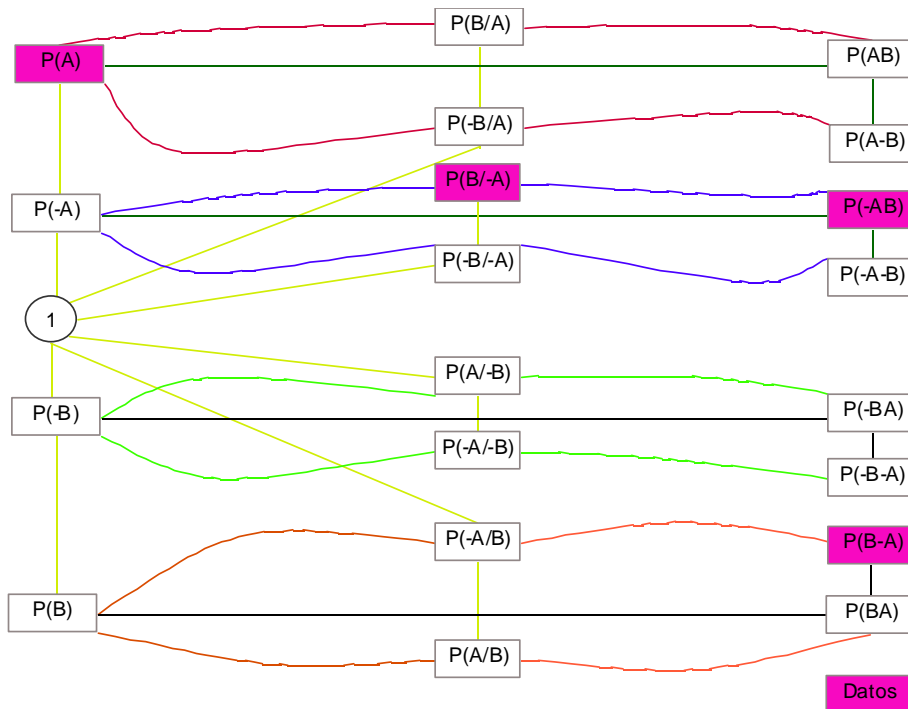 P(B/A)
P(A)
P(AB)
P(-B/A)
P(A-B)
P(B/-A)
P(-A)
P(-AB)
P(-B/-A)
P(-A-B)
1
P(A/-B)
P(-B)
P(-BA)
P(-A/-B)
P(-B-A)
P(-A/B)
P(B-A)
P(B)
P(BA)
P(A/B)
Datos